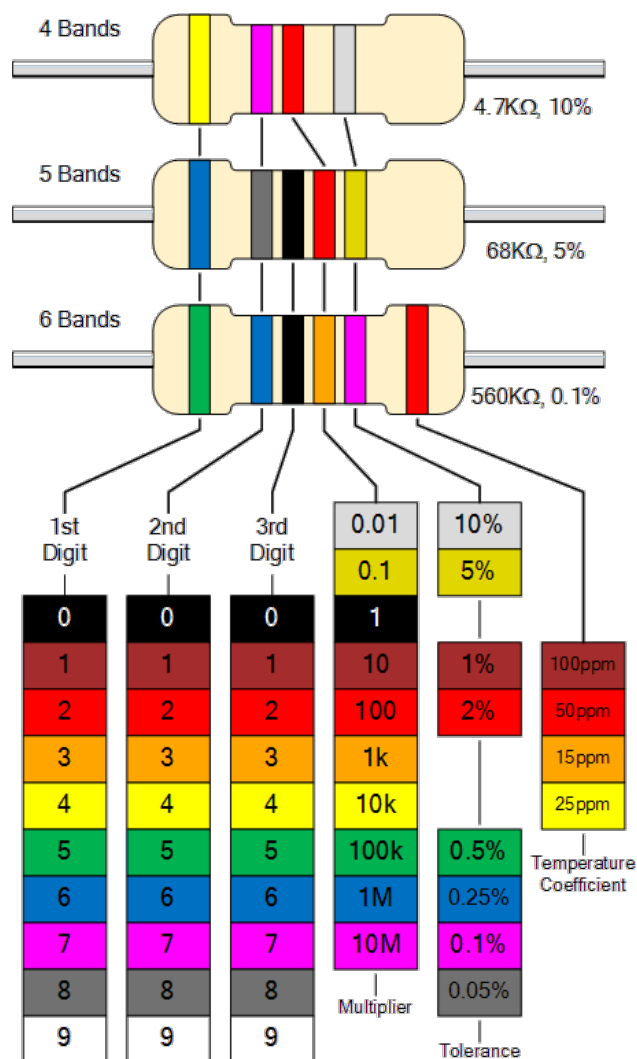 4 Bands
4.7KΩ, 10%
5 Bands
68KΩ, 5%
6 Bands
560KΩ, 0.1%
1st
Digit
2nd
Digit
3rd
Digit
0.01
10%
0.1
5%
0 0 0 1
1 1 1 10 1% 100ppm
2 2 2 100 2% 50ppm
3 3 3 1k 15ppm
4 4 4 10k 25ppm
5 5 5 100k 0.5%
Temperature
Coefficient
6 6 6 1M 0.25%
7 7 7 10M 0.1%
8 8 8 0.05%
Multiplier
9 9 9
Tolerance